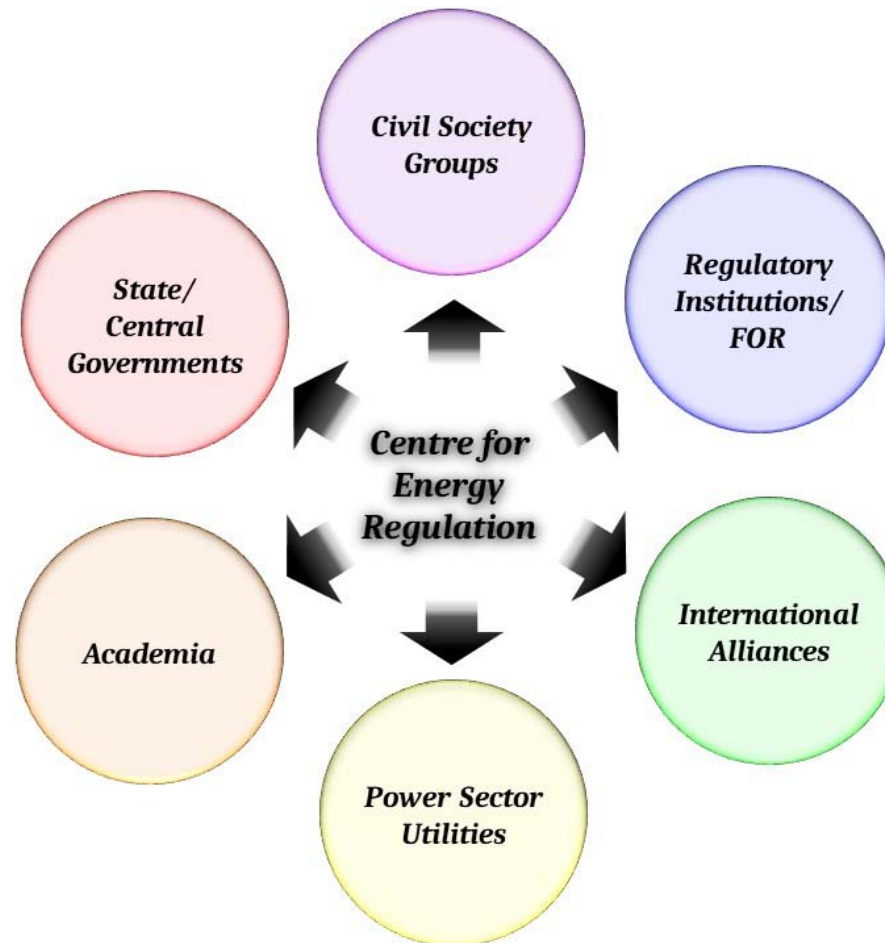 Civil Society
Groups
State/
Central
Governments
Regulatory
Institutions/
FOR
Centre for
Energy
Regulation
Academia
International
Alliances
Power Sector
Utilities